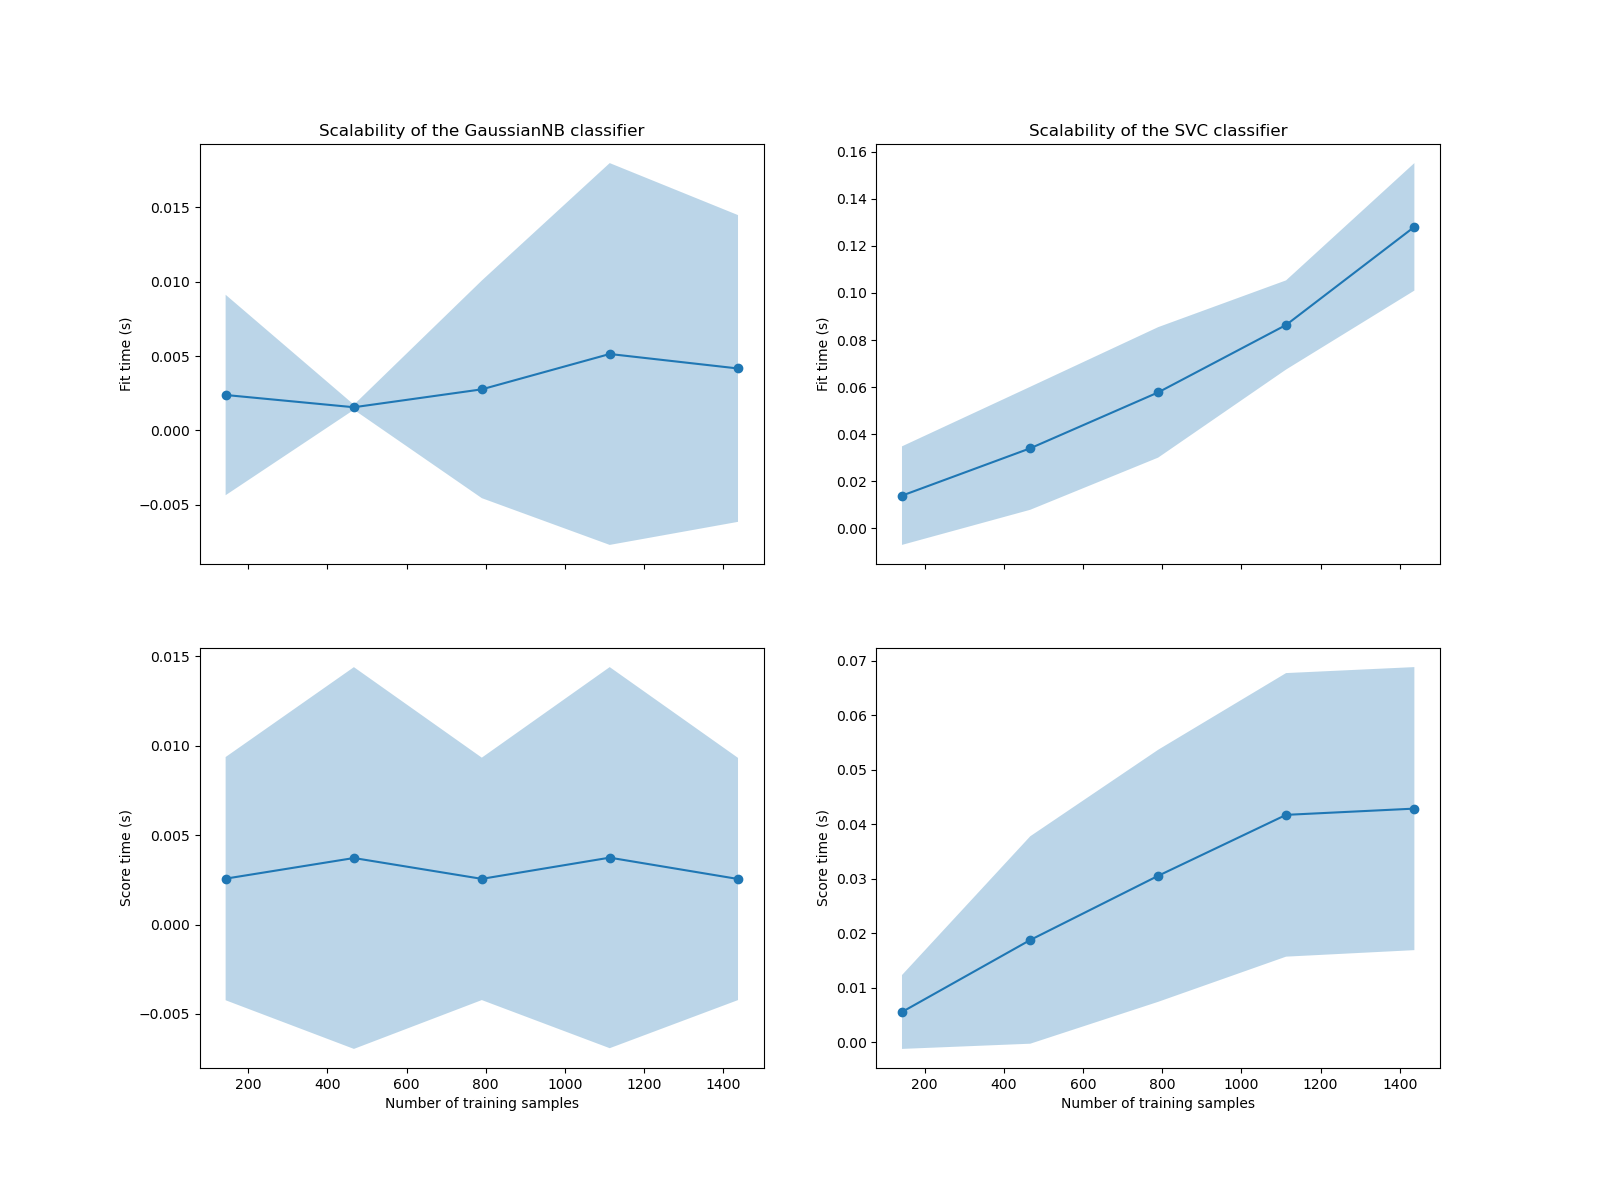 Scalability of the GaussianNB classifier
Fit time (s)
0.015
0.010
0.005
0.000
−0.005
Scalability of the SVC classifier
Fit time (s)
0.16
0.14
0.12
0.10
0.08
0.06
0.04
0.02
0.00
Score time (s)
0.015
0.010
0.005
0.000
−0.005
200 400 600 800 1000 1200 1400
Number of training samples
Score time (s)
0.07
0.06
0.05
0.04
0.03
0.02
0.01
0.00
200 400 600 800 1000 1200 1400
Number of training samples